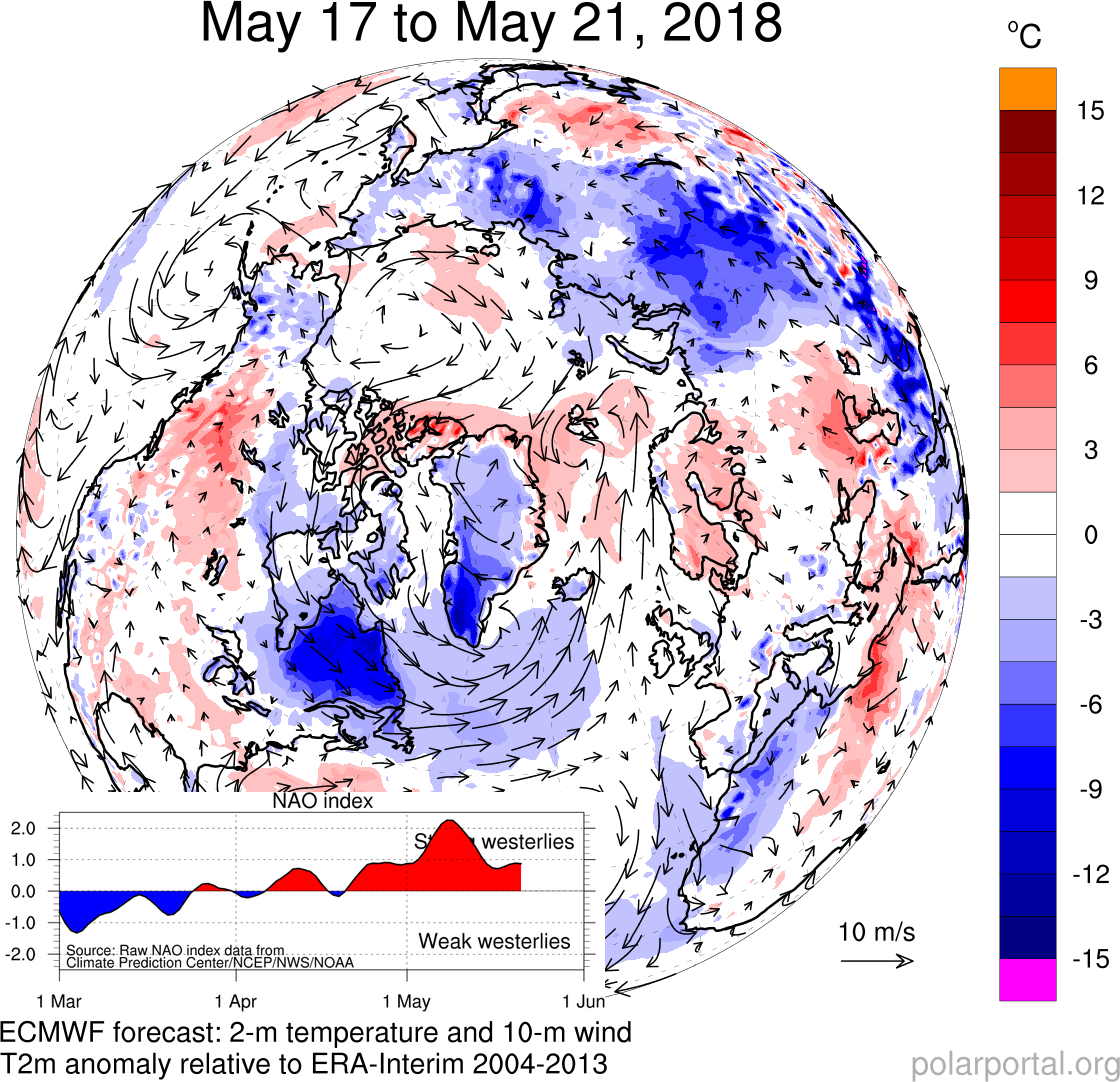 May 17 to May 21, 2018
°C
15
12
9
6
3
0
-3
-6
-9
-12
-15
10 m/s
NAO index
2.0
1.0
0.0
-1.0
-2.0
westerlies
Weak westerlies
Source: Raw NAO index data from
Climate Prediction Center/NCEP/NWS/NOAA
1 Mar
1 Apr
1 May
1 Jun
ECMWF forecast: 2-m temperature and 10-m wind
T2m anomaly relative to ERA-Interim 2004-2013
polarportal.org